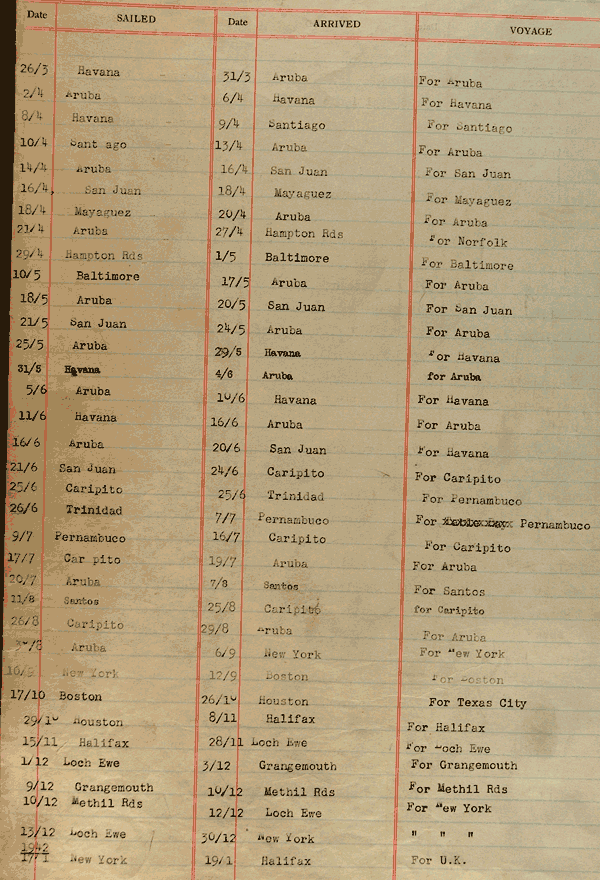 Date SAILED Date ARRIVED VOYAGE
26/3 Havana 31/3 Aruba For Aruba
2/4 Aruba 6/4 Havana For Havana
8/4 Havana 9/4 Santiago For Santiago
10/4 Sant ago 13/4 Aruba For Aruba
14/4 Aruba 16/4 San Juan For San Juan
16/4, San Juan 18/4 Mayaguez For Mayaguez
18/4 Mayaguez 20/4 Aruba For Aruba
21/4 Aruba 27/4 Hampton Rds For Norfolk
29/4 Hampton Rds 1/5 Baltimore For Baltimore
10/5 Baltimore 17/5 Aruba For Aruba
18/5 Aruba 20/5 San Juan For San Juan
21/5 San Juan 24/5 Aruba For Aruba
25/5 Aruba 29/5 Havana For Havana
31/5 Havana 4/6 Aruba for Aruba
5/6 Aruba 10/6 Havana For Havana
11/6 Havana 16/6 Aruba For Aruba
16/6 Aruba 20/6 San Juan For Havana
21/6 San Juan 24/6 Caripito For Caripito
25/6 Caripito 25/6 Trinidad For Pernambuco
26/6 Trinidad 7/7 Pernambuco For Pernambuco
9/7 Pernambuco 16/7 Caripito For Caripito
17/7 Car pito 19/7 Aruba For Aruba
20/7 Aruba 7/8 Santos For Santos
11/8 Santos 25/8 Caripito for Caripito
26/8 Caripito 29/8 Aruba For Aruba
30/8 Aruba 6/9 New York For New York
10/9 New York 12/9 Boston For Boston
17/10 Boston 26/10 Houston For Texas City
29/10 Houston 8/11 Halifax For Halifax
15/11 Halifax 28/11 Loch Ewe For Loch Ewe
1/12 Loch Ewe 3/12 Grangemouth For Grangemouth
9/12 Grangemouth 10/12 Methil Rds For Methil Rds
10/12 Methil Rds 12/12 Loch Ewe For New York
13/12 Loch Ewe 30/12 New York " " "
1942
17/1 New York 19/1 Halifax For U.K.